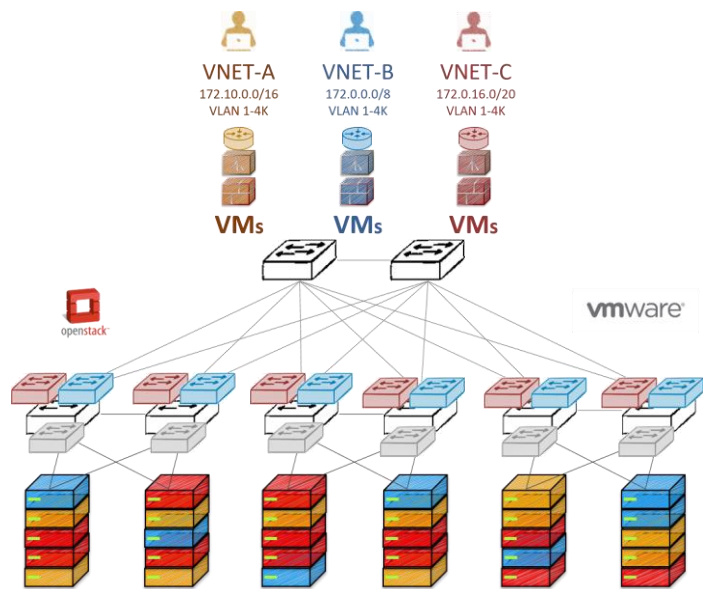 VNET-A
172.10.0.0/16
VLAN 1-4K
VMs
VNET-B
172.0.0.0/8
VLAN 1-4K
VMs
VNET-C
172.0.16.0/20
VLAN 1-4K
VMs
openstack™
vmware®